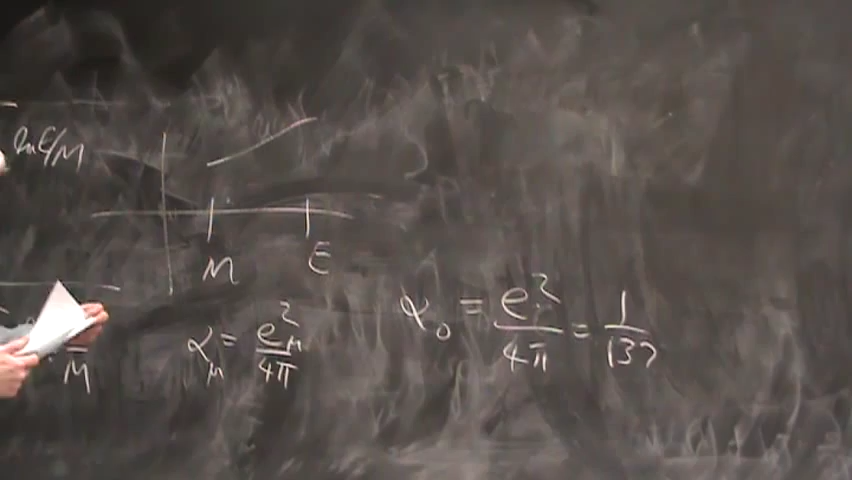 ln E/M
M E
α_M = e_M^2/4π
α_0 = e^2/4π = 1/137
M